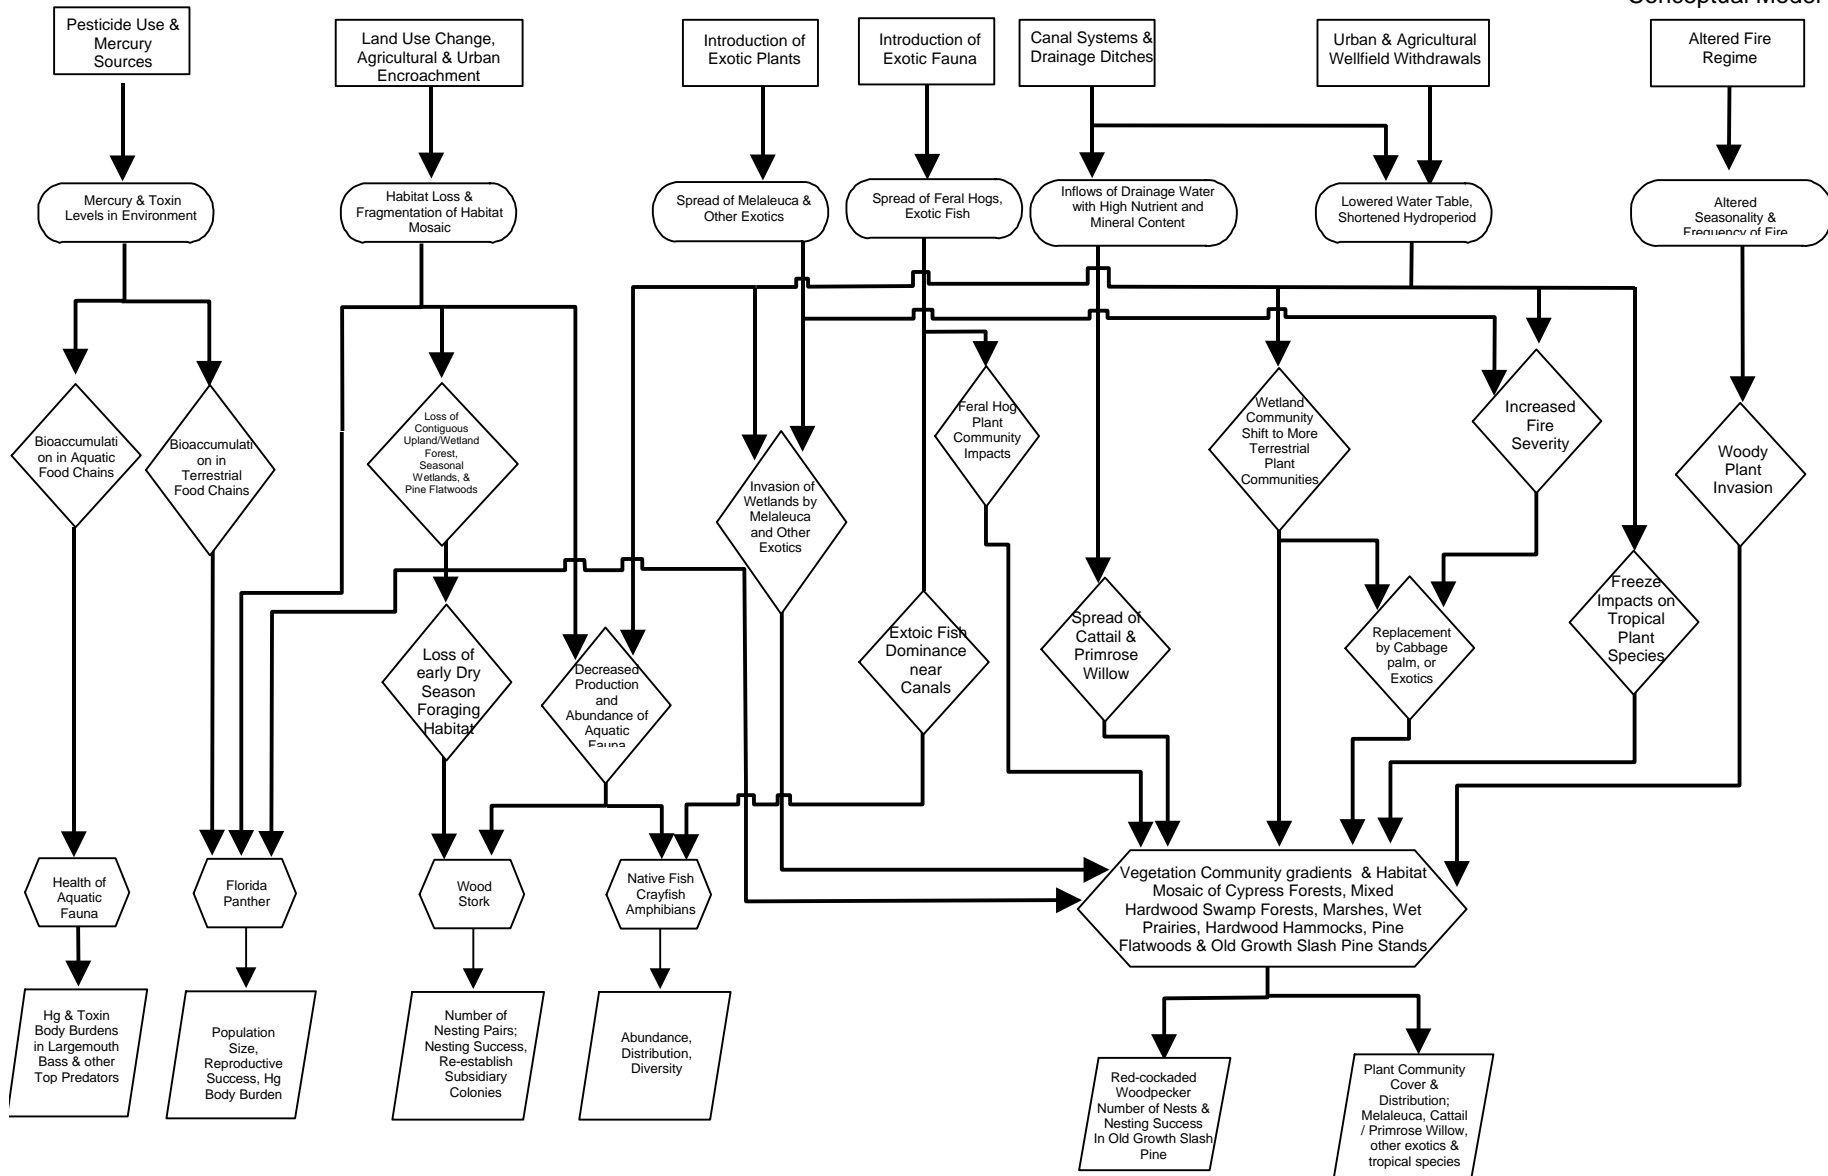 Conceptual Model
Pesticide Use &
Mercury
Sources
Land Use Change,
Agricultural & Urban
Encroachment
Introduction of
Exotic Plants
Introduction of
Exotic Fauna
Canal Systems &
Drainage Ditches
Urban & Agricultural
Wellfield Withdrawals
Altered Fire
Regime
Mercury & Toxin
Levels in Environment
Habitat Loss &
Fragmentation of Habitat
Mosaic
Spread of Melaleuca &
Other Exotics
Spread of Feral Hogs,
Exotic Fish
Inflows of Drainage Water
with High Nutrient and
Mineral Content
Lowered Water Table,
Shortened Hydroperiod
Altered
Seasonality &
Frequency of Fire
Bioaccumulati
on in Aquatic
Food Chains
Bioaccumulati
on in
Terrestrial
Food Chains
Loss of
Contiguous
Upland/Wetland
Forest,
Seasonal
Wetlands, &
Pine Flatwoods
Invasion of
Wetlands by
Melaleuca
and Other
Exotics
Feral Hog
Plant
Community
Impacts
Wetland
Community
Shift to More
Terrestrial
Plant
Communities
Increased
Fire
Severity
Woody
Plant
Invasion
Loss of
early Dry
Season
Foraging
Habitat
Decreased
Production
and
Abundance of
Aquatic
Fauna
Extoic Fish
Dominance
near
Canals
Spread of
Cattail &
Primrose
Willow
Replacement
by Cabbage
palm, or
Exotics
Freeze
Impacts on
Tropical
Plant
Species
Health of
Aquatic
Fauna
Florida
Panther
Wood
Stork
Native Fish
Crayfish
Amphibians
Vegetation Community gradients & Habitat
Mosaic of Cypress Forests, Mixed
Hardwood Swamp Forests, Marshes, Wet
Prairies, Hardwood Hammocks, Pine
Flatwoods & Old Growth Slash Pine Stands
Hg & Toxin
Body Burdens
in Largemouth
Bass & other
Top Predators
Population
Size,
Reproductive
Success, Hg
Body Burden
Number of
Nesting Pairs;
Nesting Success,
Re-establish
Subsidiary
Colonies
Abundance,
Distribution,
Diversity
Red-cockaded
Woodpecker
Number of Nests &
Nesting Success
In Old Growth Slash
Pine
Plant Community
Cover &
Distribution;
Melaleuca, Cattail
/ Primrose Willow,
other exotics &
tropical species